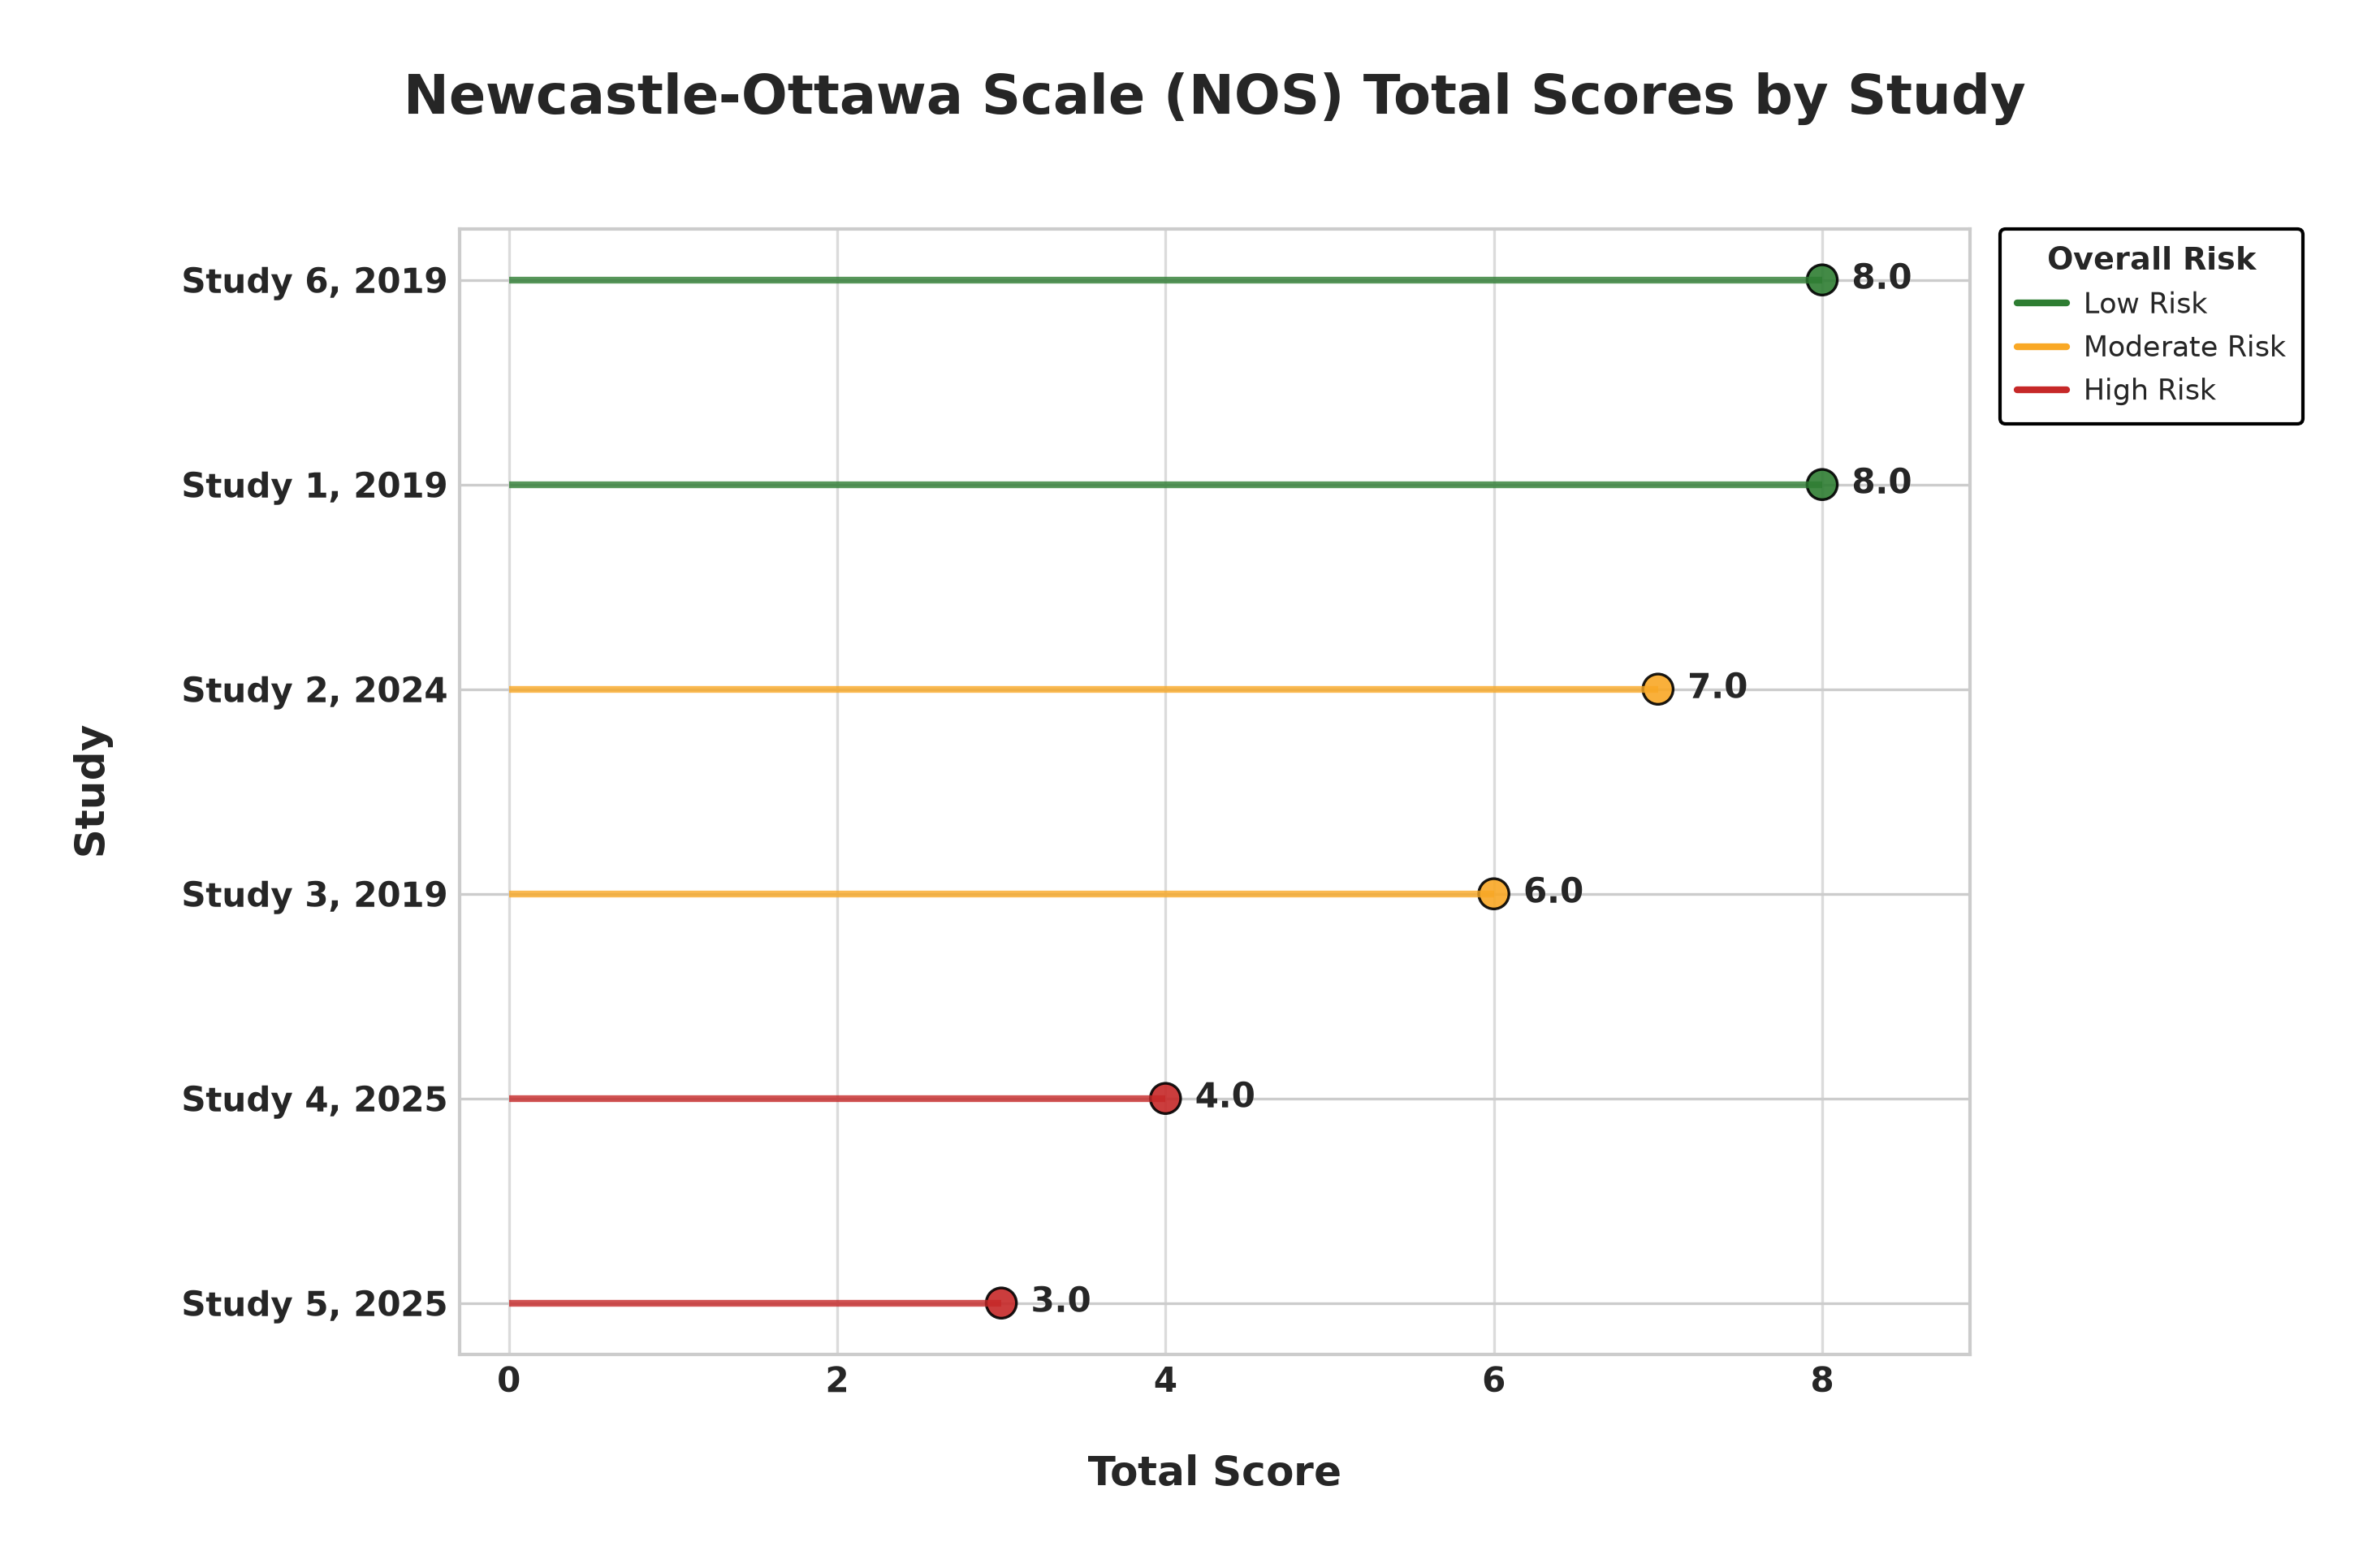 Newcastle-Ottawa Scale (NOS) Total Scores by Study
Study
Study 6, 2019
8.0
Study 1, 2019
8.0
Study 2, 2024
7.0
Study 3, 2019
6.0
Study 4, 2025
4.0
Study 5, 2025
3.0
0 2 4 6 8
Total Score
Overall Risk
Low Risk
Moderate Risk
High Risk